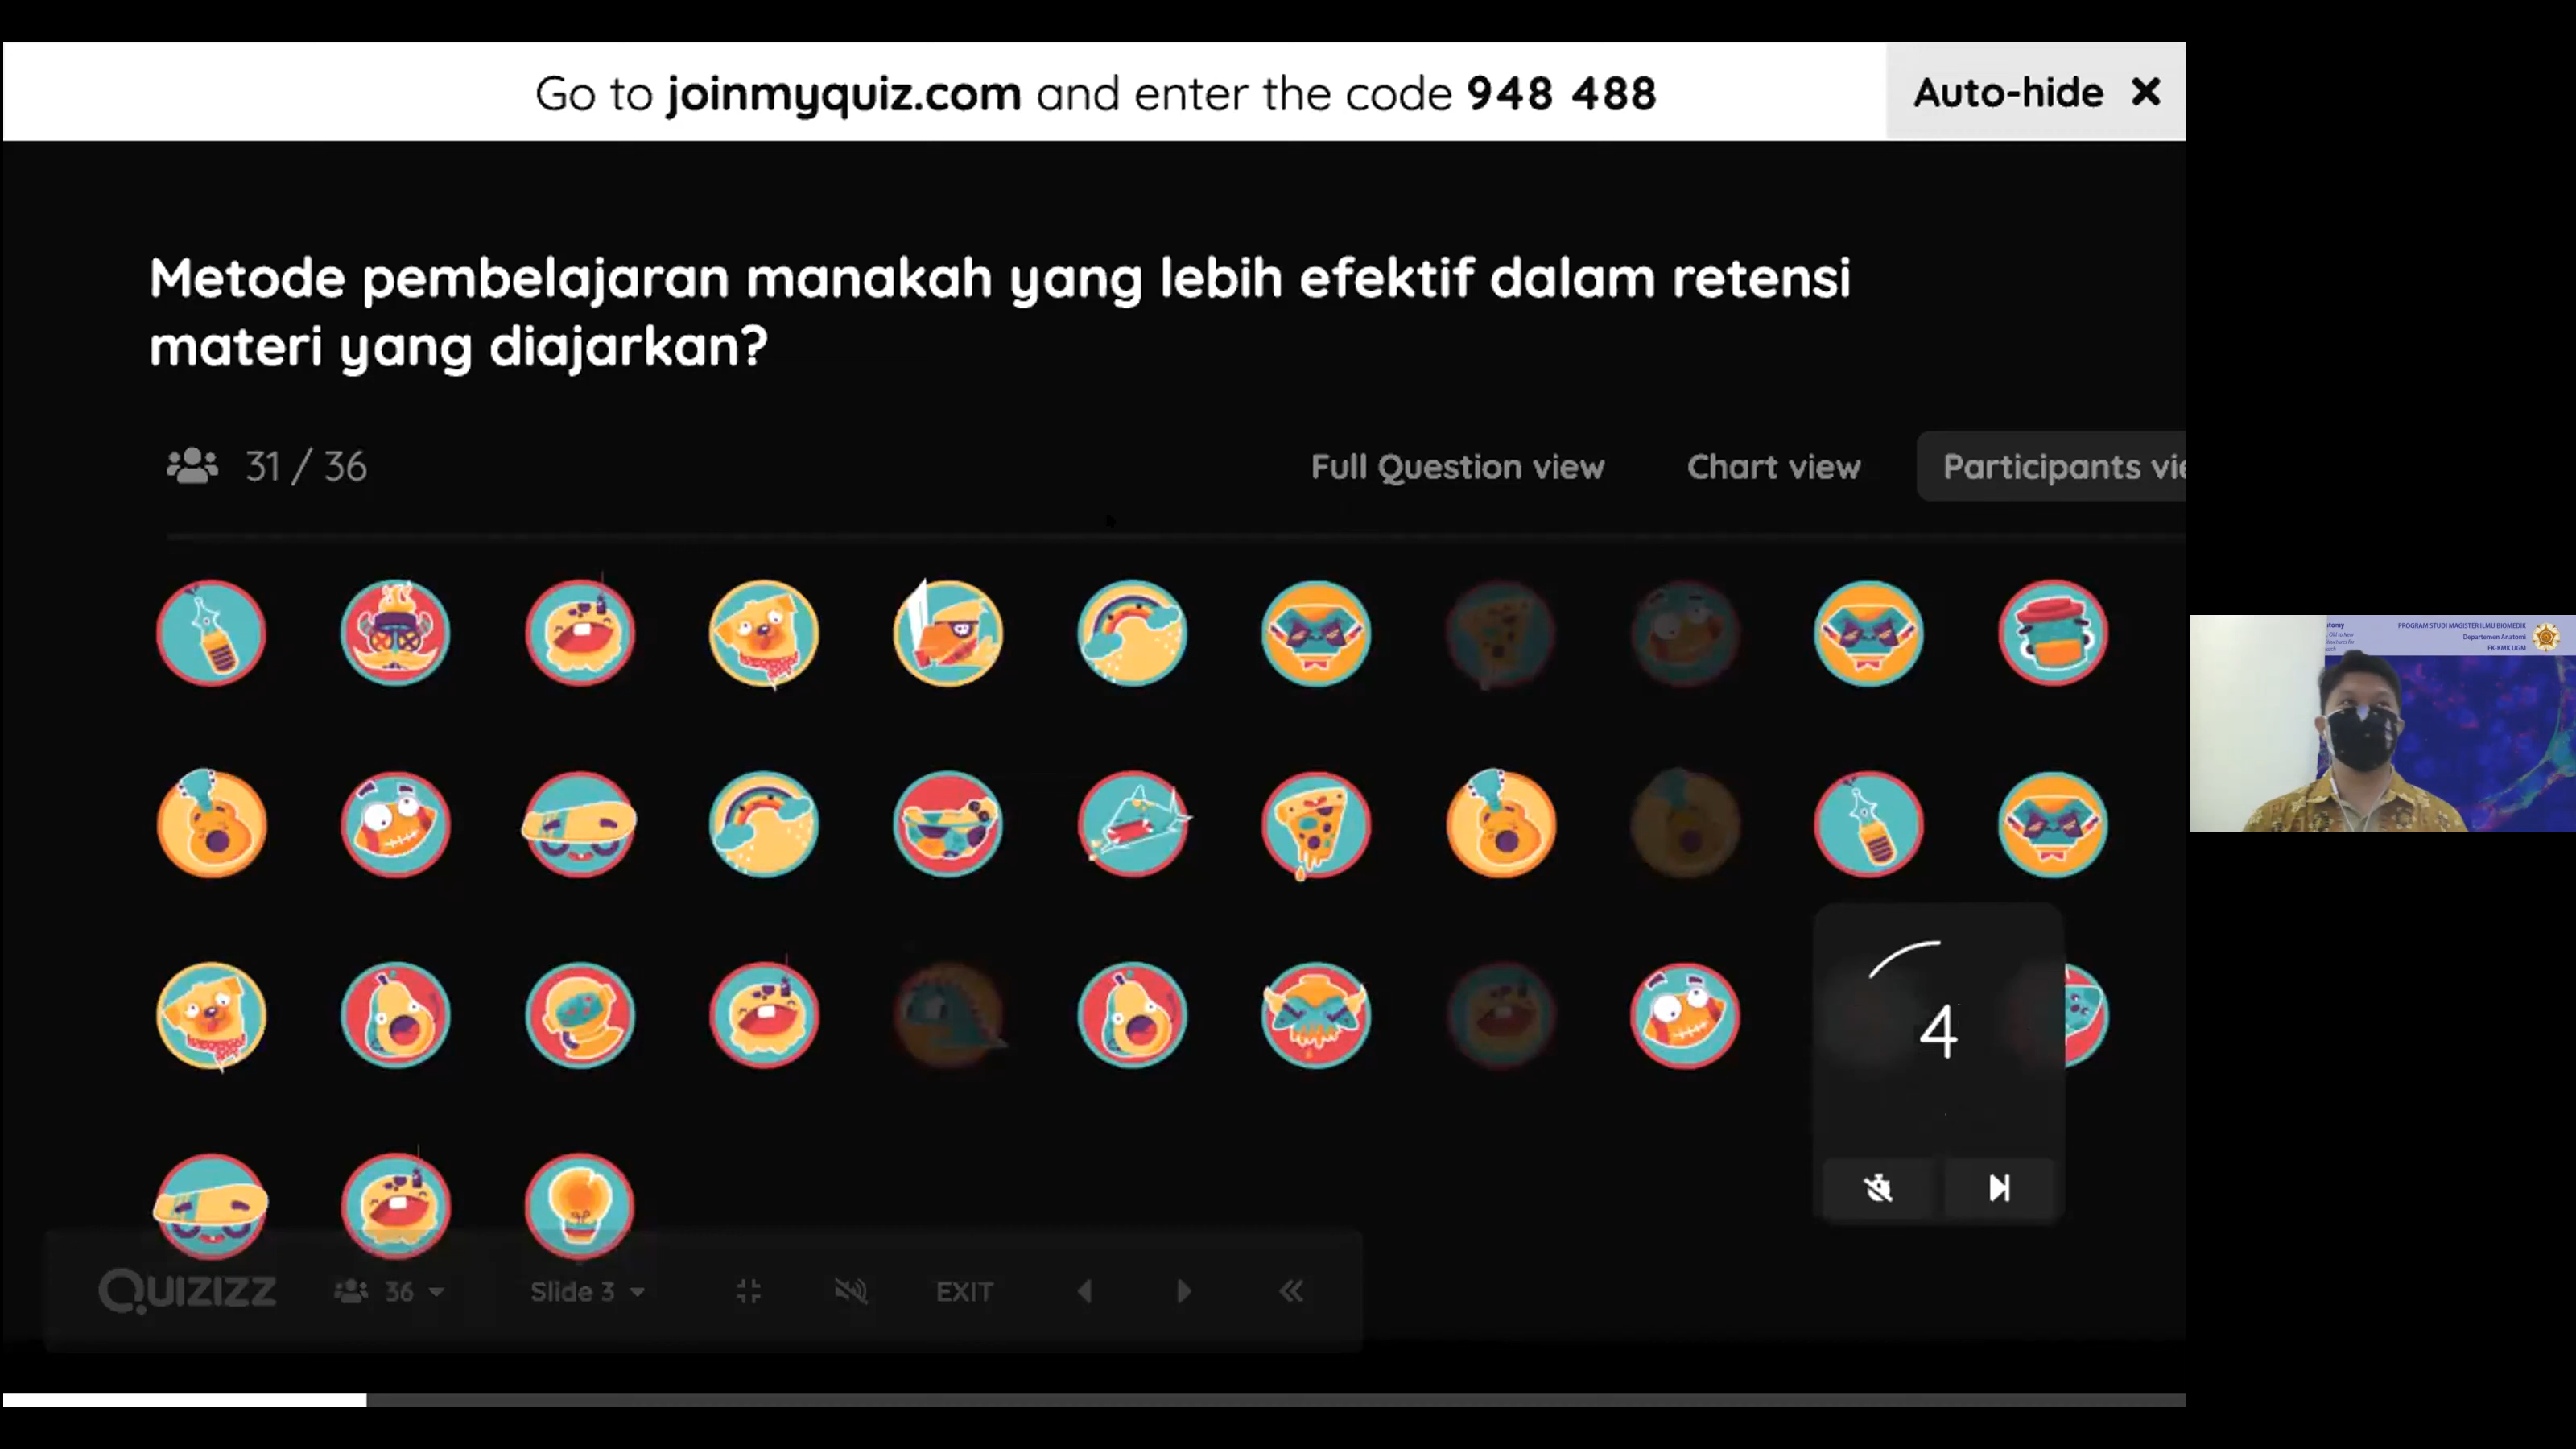 Go to joinmyquiz.com and enter the code 948 488
Auto-hide
Metode pembelajaran manakah yang lebih efektif dalam retensi
materi yang diajarkan?
31 / 36
Full Question view
Chart view
Participants
4
QUIZIZZ
36
Slide 3
EXIT
PROGRAM STUDI MAGISTER ILMU BIOMEDIK
Departemen Anatomi
FK-KMK UGM